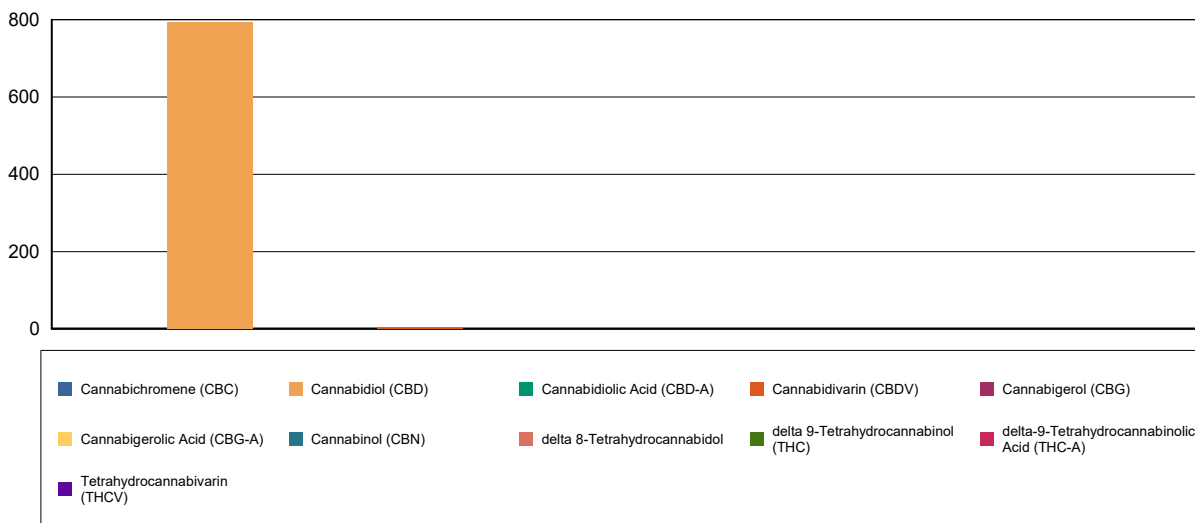 800
600
400
200
0
Cannabichromene (CBC)
Cannabidiol (CBD)
Cannabidiolic Acid (CBD-A)
Cannabidivarin (CBDV)
Cannabigerol (CBG)
Cannabigerolic Acid (CBG-A)
Cannabinol (CBN)
delta 8-Tetrahydrocannabidol
delta 9-Tetrahydrocannabinol
(THC)
delta-9-Tetrahydrocannabinolic
Acid (THC-A)
Tetrahydrocannabivarin
(THCV)